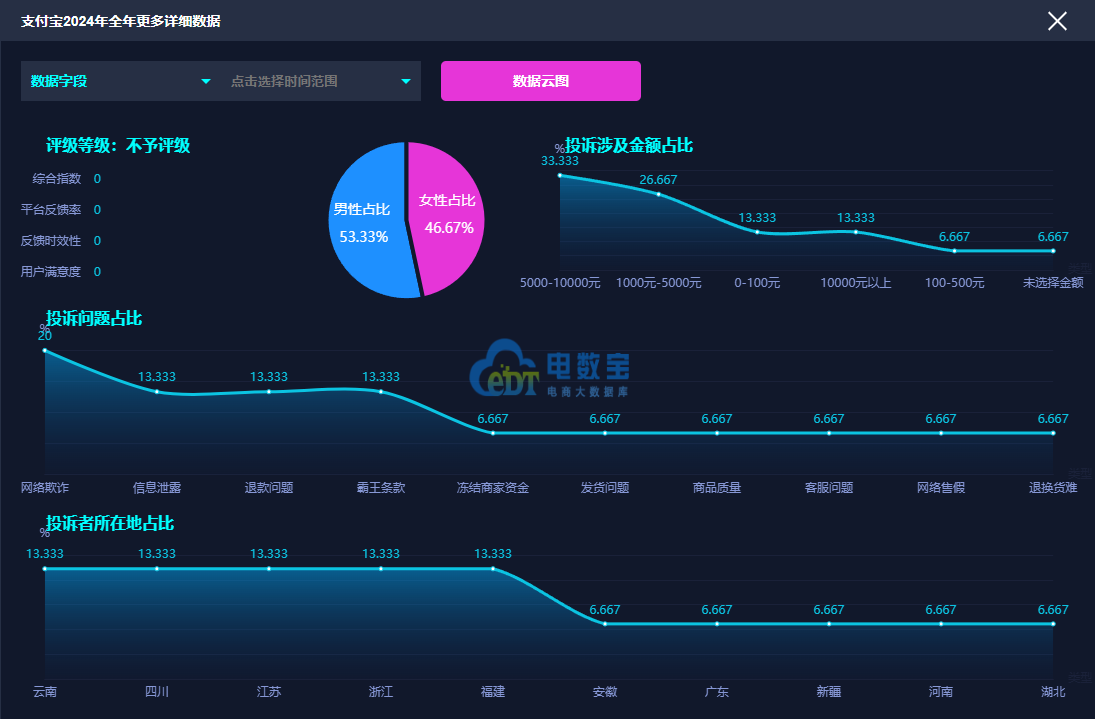 支付宝2024年全年更多详细数据
数据字段
点击选择时间范围
数据云图
评级等级：不予评级
综合指数 0
平台反馈率 0
反馈时效性 0
用户满意度 0
男性占比
53.33%
女性占比
46.67%
投诉涉及金额占比
%
33.333
26.667
13.333
13.333
6.667
6.667
5000-10000元
1000元-5000元
0-100元
10000元以上
100-500元
未选择金额
类型
投诉问题占比
%
20
13.333
13.333
13.333
6.667
6.667
6.667
6.667
6.667
6.667
电数宝
电商大数据库
eDT
网络欺诈
信息泄露
退款问题
霸王条款
冻结商家资金
发货问题
商品质量
客服问题
网络售假
退换货难
类型
投诉者所在地占比
%
13.333
13.333
13.333
13.333
13.333
6.667
6.667
6.667
6.667
6.667
云南
四川
江苏
浙江
福建
安徽
广东
新疆
河南
湖北
类型